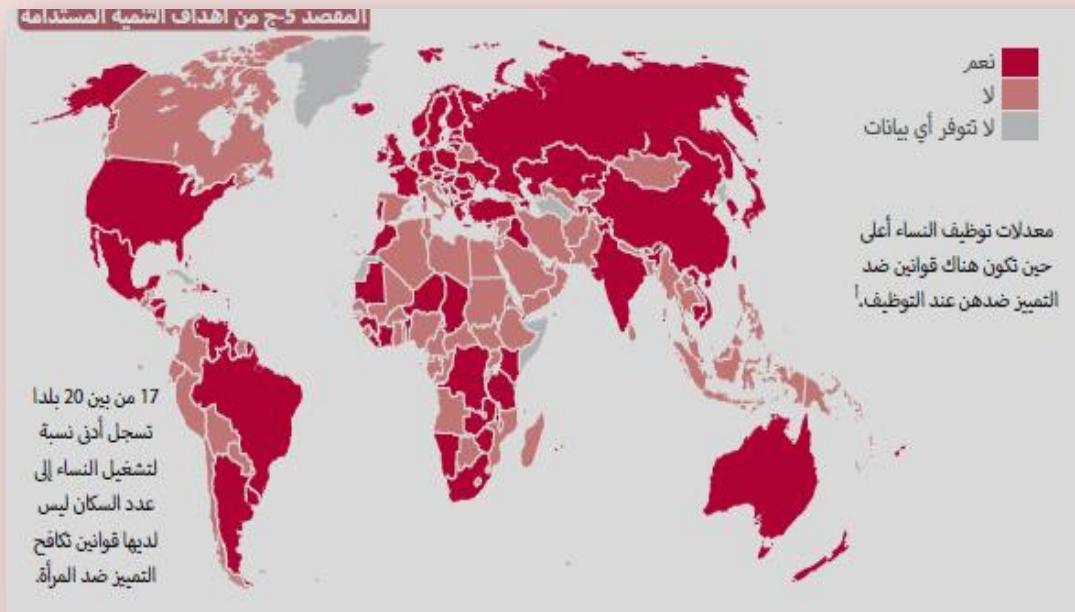 المقصد 5-ج من أهداف التنمية المستدامة
نعم
لا
لا تتوفر أي بيانات
معدلات توظيف النساء أعلى
حين تكون هناك قوانين ضد
التمييز ضدهن عند التوظيف.أ
17 من بين 20 بلدا
تسجل أدنى نسبة
لتشغيل النساء إلى
عدد السكان ليس
لديها قوانين تكافح
التمييز ضد المرأة.